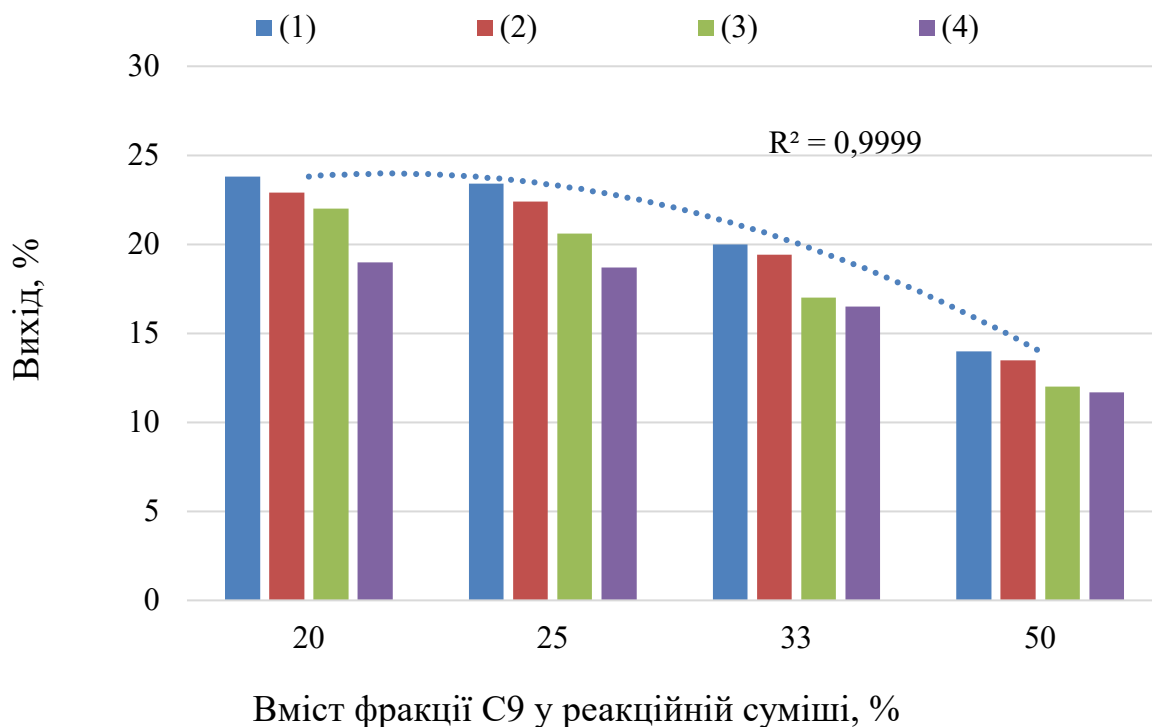 (1) (2) (3) (4)
30
R² = 0,9999
25
20
15
10
5
0
Вихід, %
20 25 33 50
Вміст фракції С9 у реакційній суміші, %